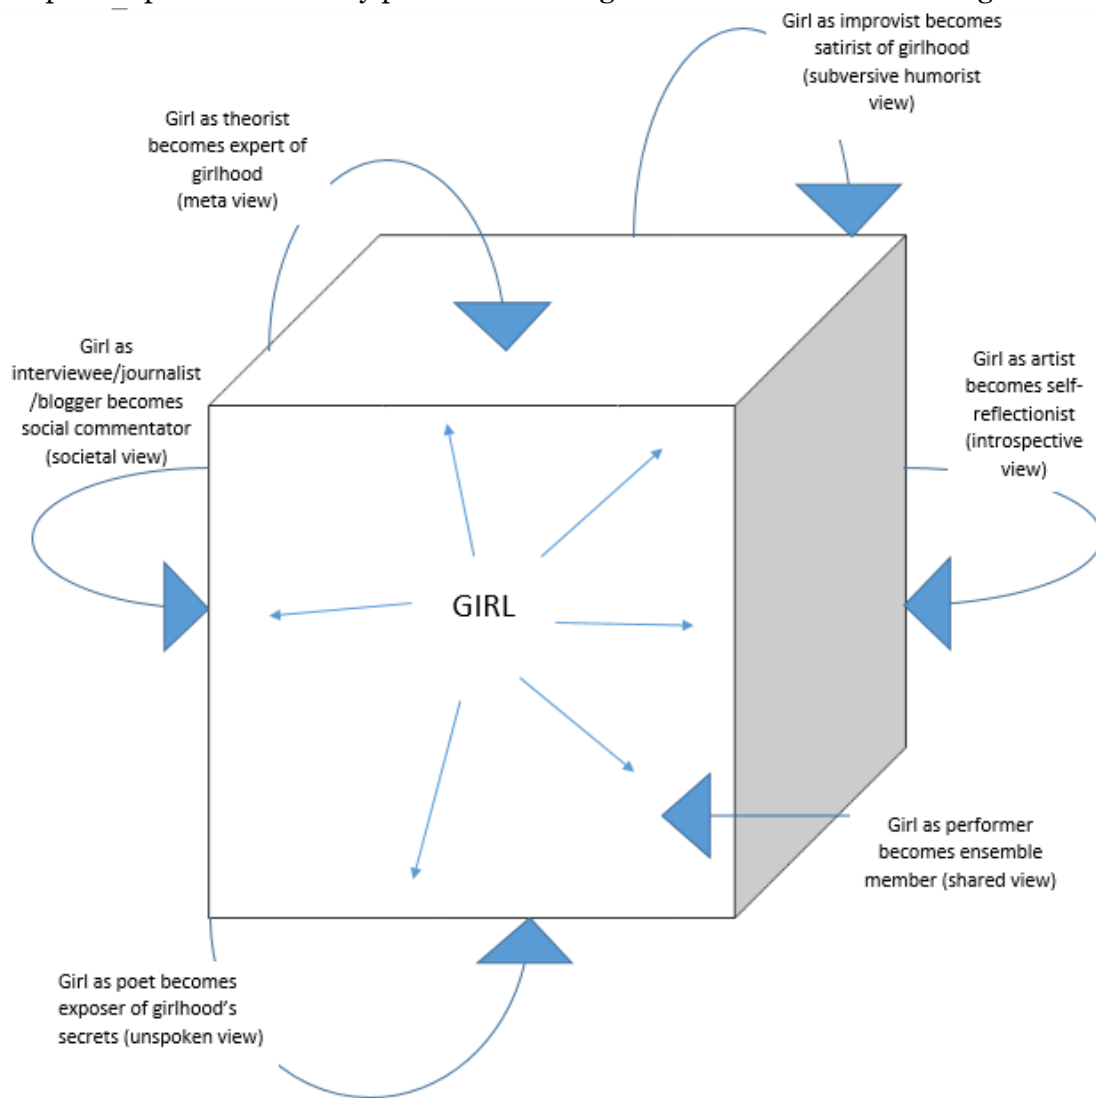 Girl as improvist becomes
satirist of girlhood
(subversive humorist
view)
Girl as theorist
becomes expert of
girlhood
(meta view)
Girl as
interviewee/journalist
/blogger becomes
social commentator
(societal view)
Girl as artist
becomes self-
reflectionist
(introspective
view)
GIRL
Girl as performer
becomes ensemble
member (shared view)
Girl as poet becomes
exposer of girlhood's
secrets (unspoken view)